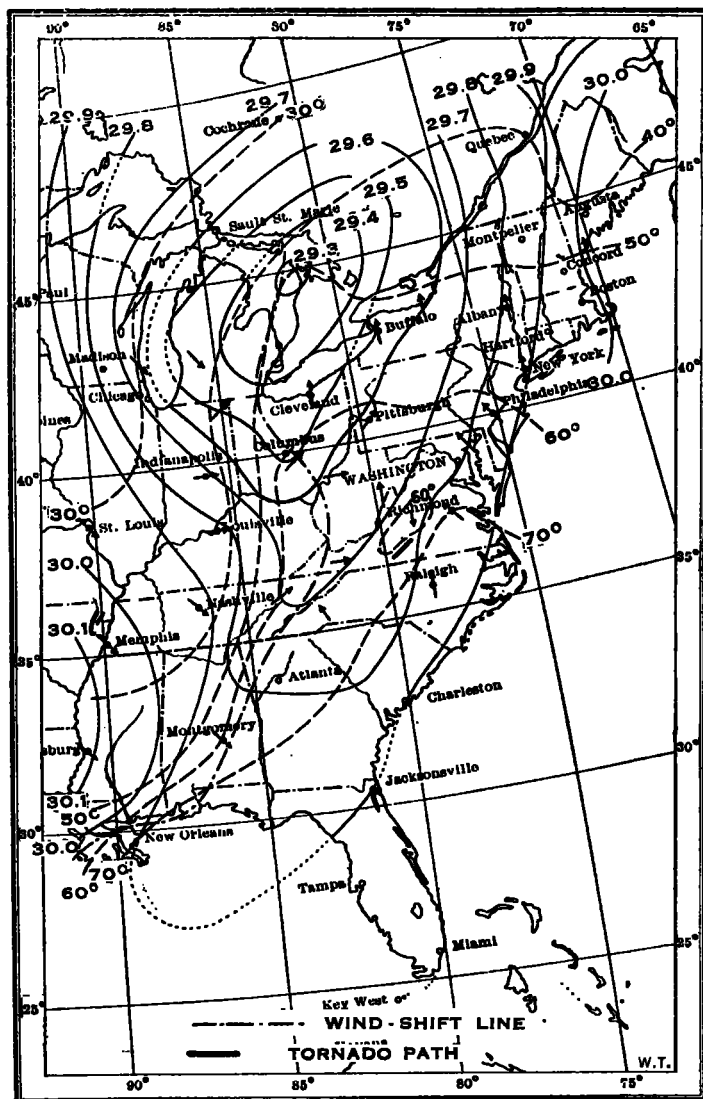 90° 85° 80° 75° 70° 65°
29.9 29.8 29.7 30° 29.8 29.9 30.0
Cochrane 29.6 29.7 Quebec 40°
29.5
29.4
Sault St. Marie Augusta 45°
29.3 Montpelier 50°
Concord
Paul 45° Boston
Buffalo Albany
Hartford
Madison New York 40°
Chicago Cleveland Philadelphia 30.0
Pittsburgh
Columbus 60°
Indianapolis WASHINGTON
40° 60°
Richmond
30° St. Louis Louisville 70° 35°
30.0 Raleigh
Nashville
30.1 Memphis
35° Atlanta
Charleston 30°
Montgomery
sburg
Jacksonville
30.1
50°
30° New Orleans
30.0
70°
60° Tampa
Miami 25°
25° Key West
WIND-SHIFT LINE
TORNADO PATH W.T.
90° 85° 80° 75°